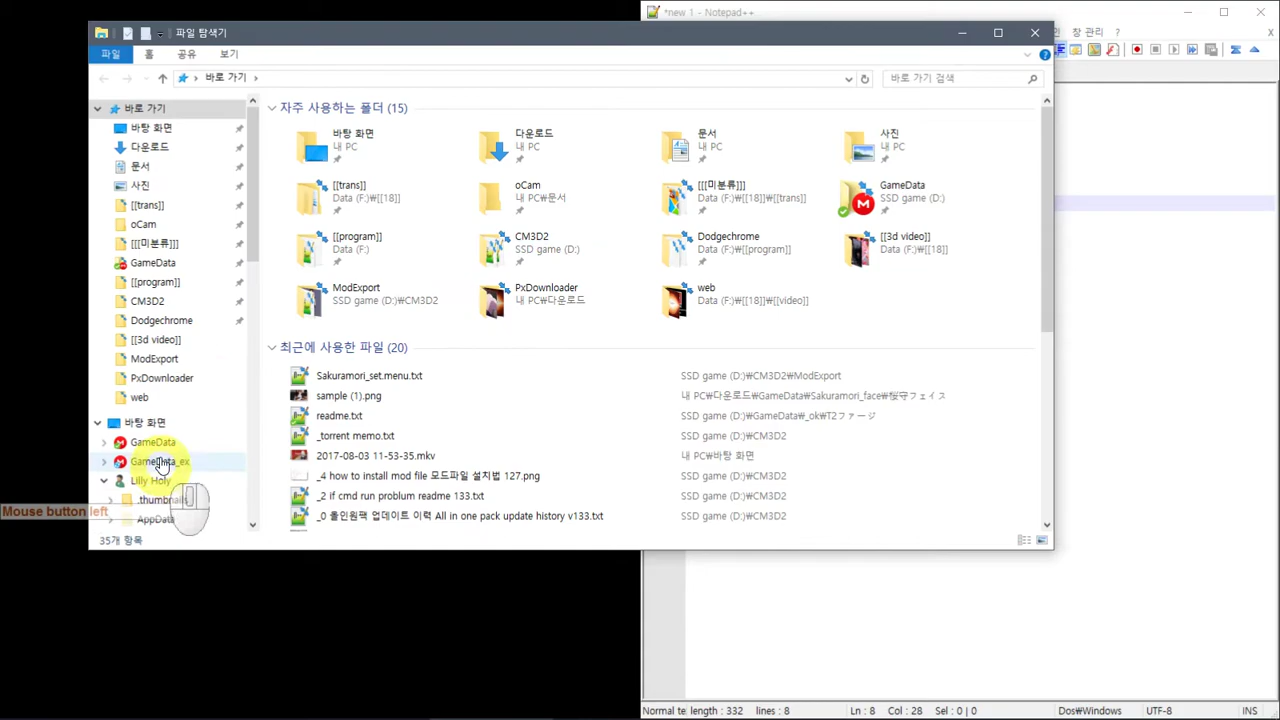 *new 1 - Notepad++
파일 탐색기
파일
홈
공유
보기
창 관리
?
X
바로 가기
바로 가기 검색
바로 가기
바탕 화면
다운로드
문서
사진
[[trans]]
oCam
[[[미분류]]]
GameData
[[program]]
CM3D2
Dodgechrome
[[3d video]]
ModExport
PxDownloader
web
바탕 화면
GameData
GameData_ex
Lilly Holy
.thumbnails
AppData
Mouse button left
35개 항목
자주 사용하는 폴더 (15)
바탕 화면
내 PC
다운로드
내 PC
문서
내 PC
사진
내 PC
[[trans]]
Data (F:)₩[[18]]
oCam
내 PC₩문서
[[[미분류]]]
Data (F:)₩[[18]]₩[[trans]]
GameData
SSD game (D:)
[[program]]
Data (F:)
CM3D2
SSD game (D:)
Dodgechrome
Data (F:)₩[[program]]
[[3d video]]
Data (F:)₩[[18]]
ModExport
SSD game (D:)₩CM3D2
PxDownloader
내 PC₩다운로드
web
Data (F:)₩[[18]]₩[[video]]
최근에 사용한 파일 (20)
Sakuramori_set.menu.txt SSD game (D:)₩CM3D2₩ModExport
sample (1).png 내 PC₩다운로드₩GameData₩Sakuramori_face₩桜守フェイス
readme.txt SSD game (D:)₩GameData₩_ok₩T2ファージ
_torrent memo.txt SSD game (D:)₩CM3D2
2017-08-03 11-53-35.mkv 내 PC₩바탕 화면
_4 how to install mod file 모드파일 설치법 127.png SSD game (D:)₩CM3D2
_2 if cmd run problum readme 133.txt SSD game (D:)₩CM3D2
_0 올인원팩 업데이트 이력 All in one pack update history v133.txt SSD game (D:)₩CM3D2
Normal te length : 332 lines : 8 Ln : 8 Col : 28 Sel : 0 | 0 Dos₩Windows UTF-8 INS